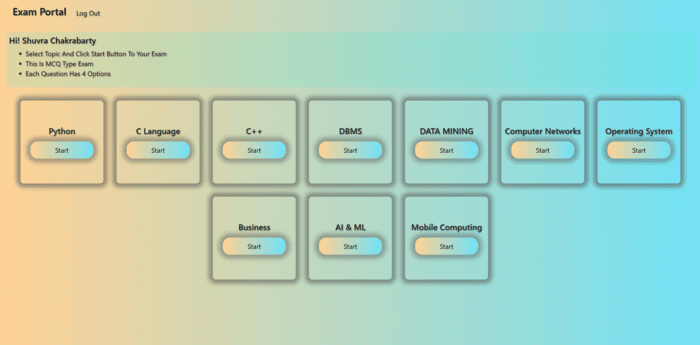 Exam Portal Log Out
Hi! Shuvra Chakrabarty
Select Topic And Click Start Button To Your Exam
This Is MCQ Type Exam
Each Question Has 4 Options
Python
Start
C Language
Start
C++
Start
DBMS
Start
DATA MINING
Start
Computer Networks
Start
Operating System
Start
Business
Start
AI & ML
Start
Mobile Computing
Start